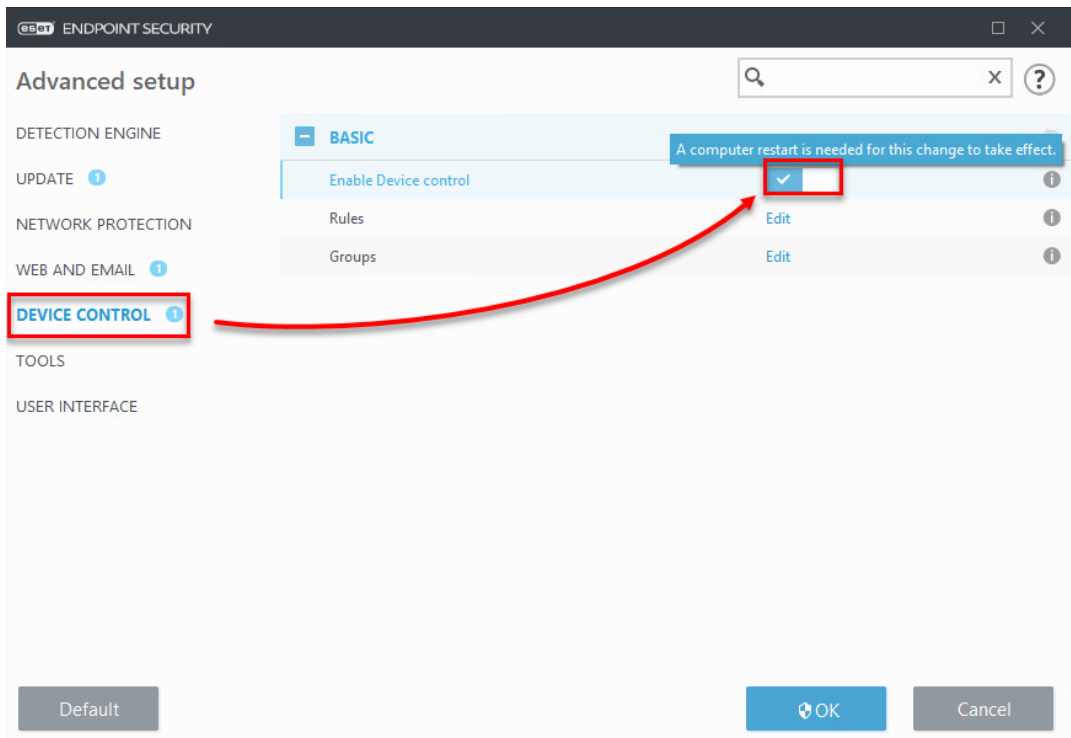 eset ENDPOINT SECURITY
Advanced setup
x
?
DETECTION ENGINE
UPDATE 1
NETWORK PROTECTION
WEB AND EMAIL 1
DEVICE CONTROL 1
TOOLS
USER INTERFACE
BASIC
A computer restart is needed for this change to take effect.
Enable Device control
i
Rules Edit i
Groups Edit i
Default
OK
Cancel